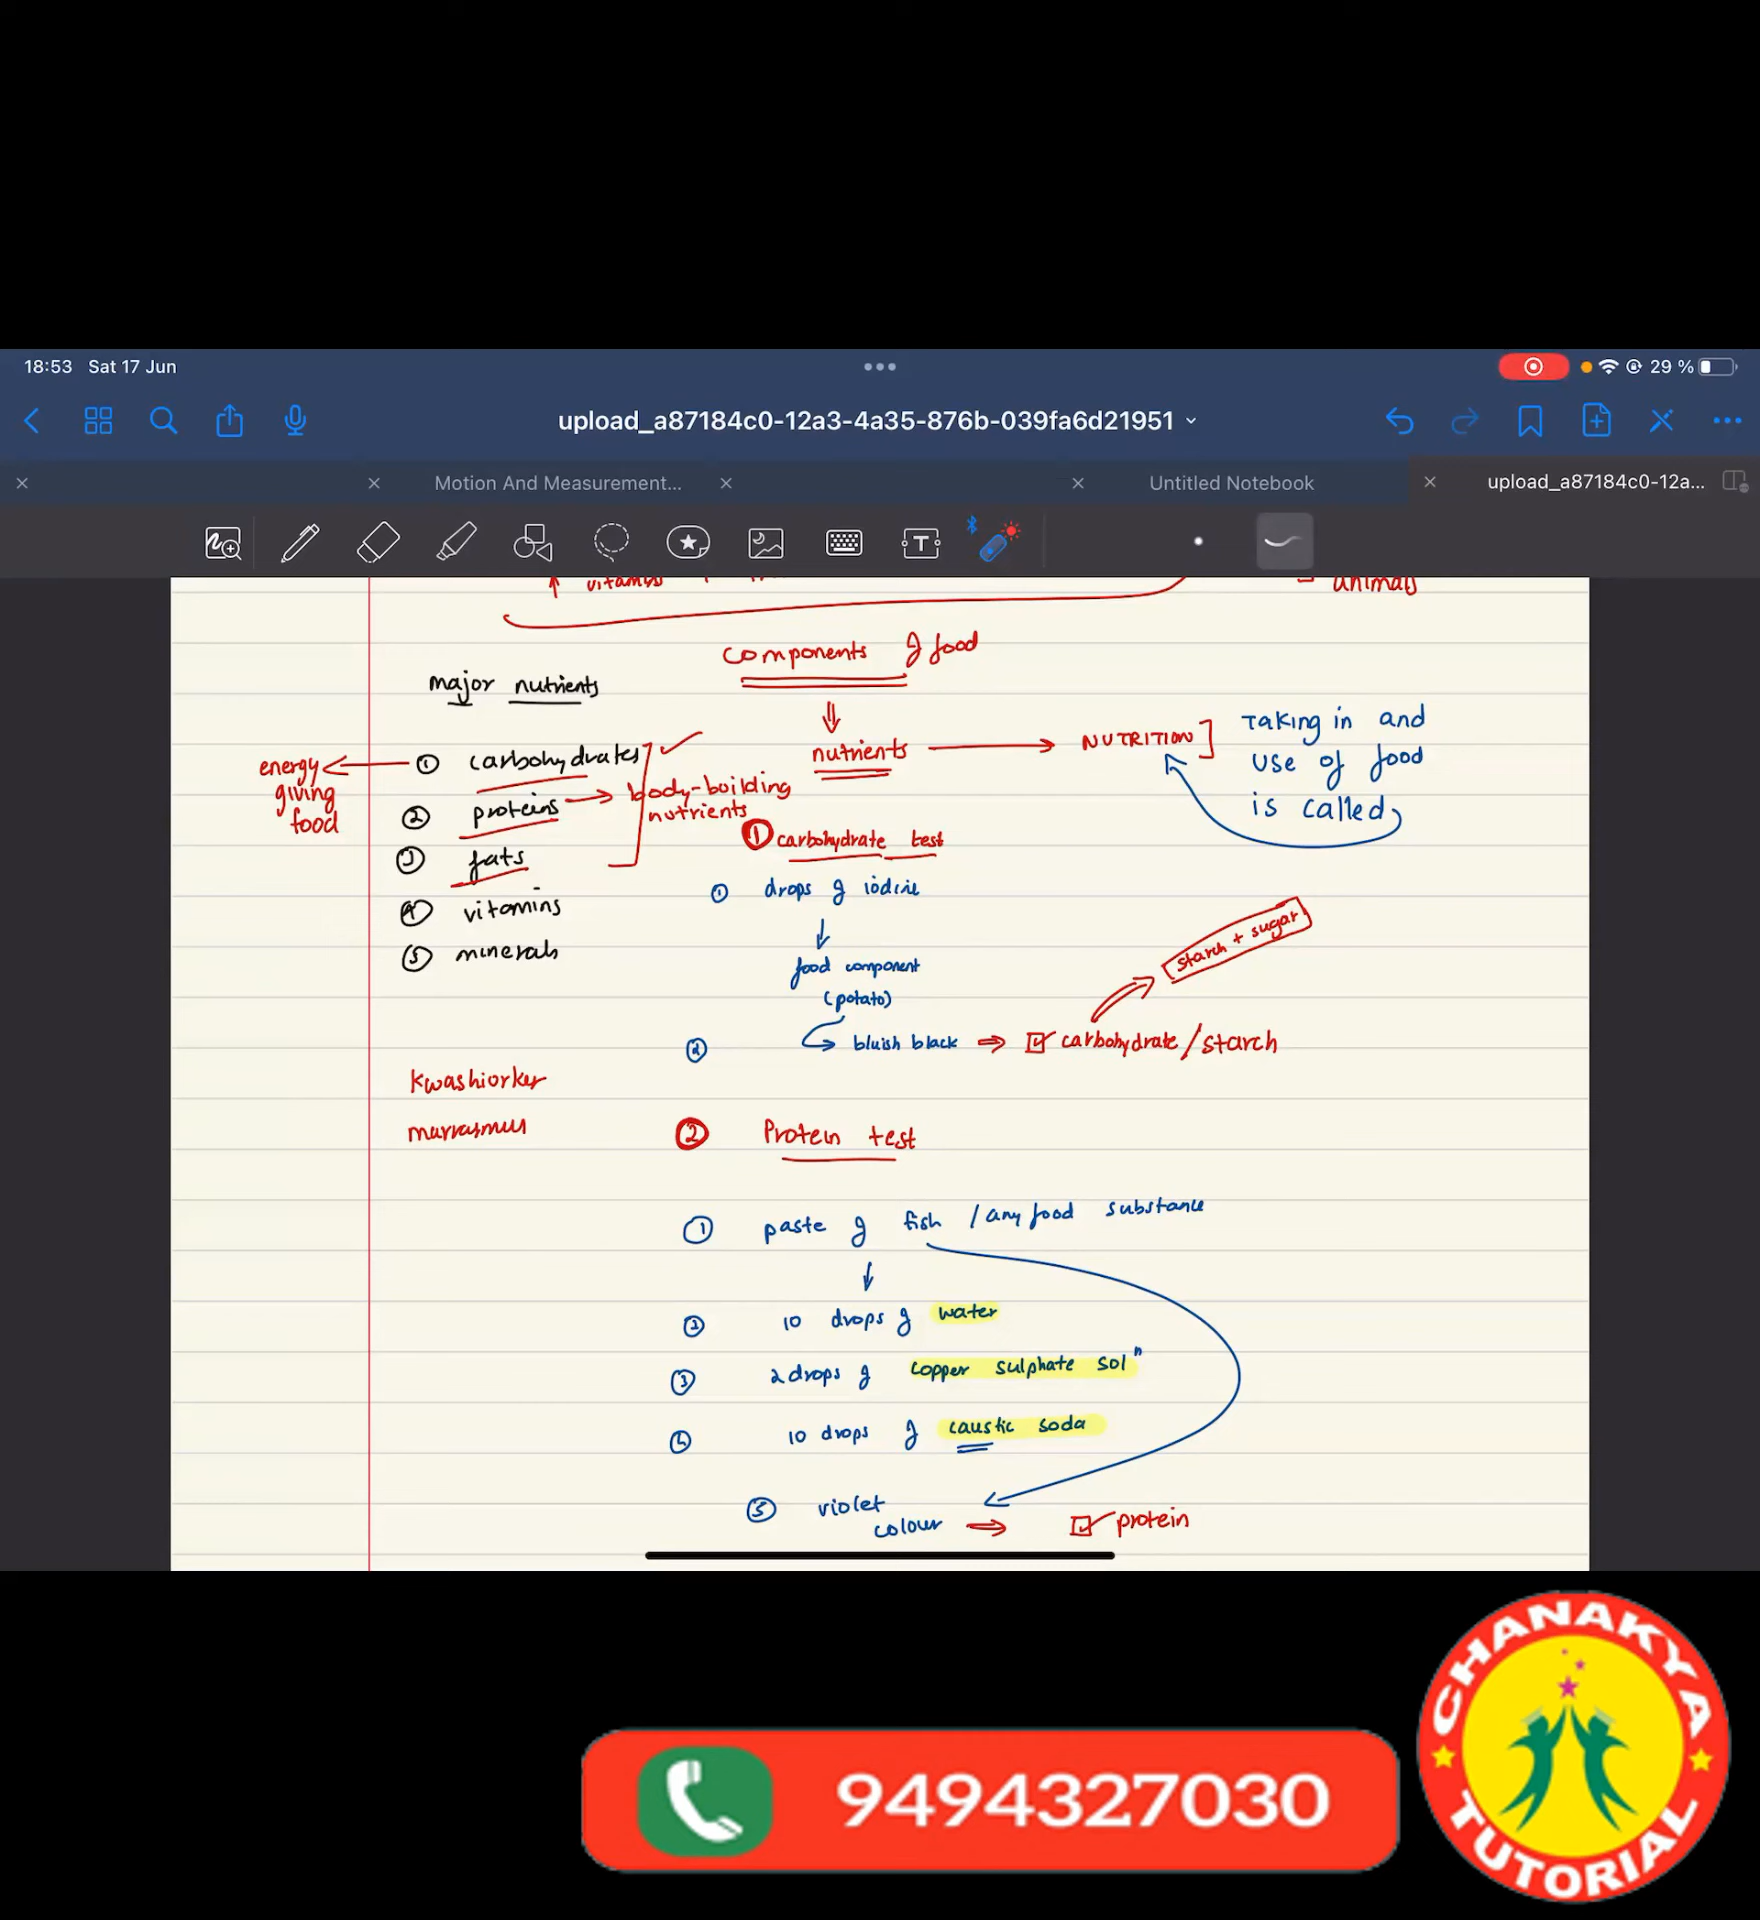 18:53 Sat 17 Jun
29 %
upload_a87184c0-12a3-4a35-876b-039fa6d21951
Motion And Measurement...
Untitled Notebook
upload_a87184c0-12a...
T
vitamins
animals
components of food
major nutrients
nutrients
NUTRITION
Taking in and
use of food
is called
energy
giving
food
① carbohydrates
② proteins
body-building
nutrients
③ fats
④ vitamins
⑤ minerals
① carbohydrate test
① drops of iodine
food component
(potato)
② bluish black
carbohydrate/starch
starch + sugar
kwashiorker
marrasmus
② Protein test
① paste of fish / any food substance
② 10 drops of water
③ 2 drops of copper sulphate solⁿ
④ 10 drops of caustic soda
⑤ violet
colour
protein
9494327030
CHANAKYA
TUTORIAL